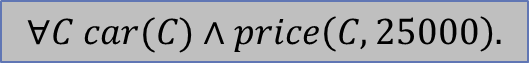 ∀C car(C) ∧ price(C, 25000).